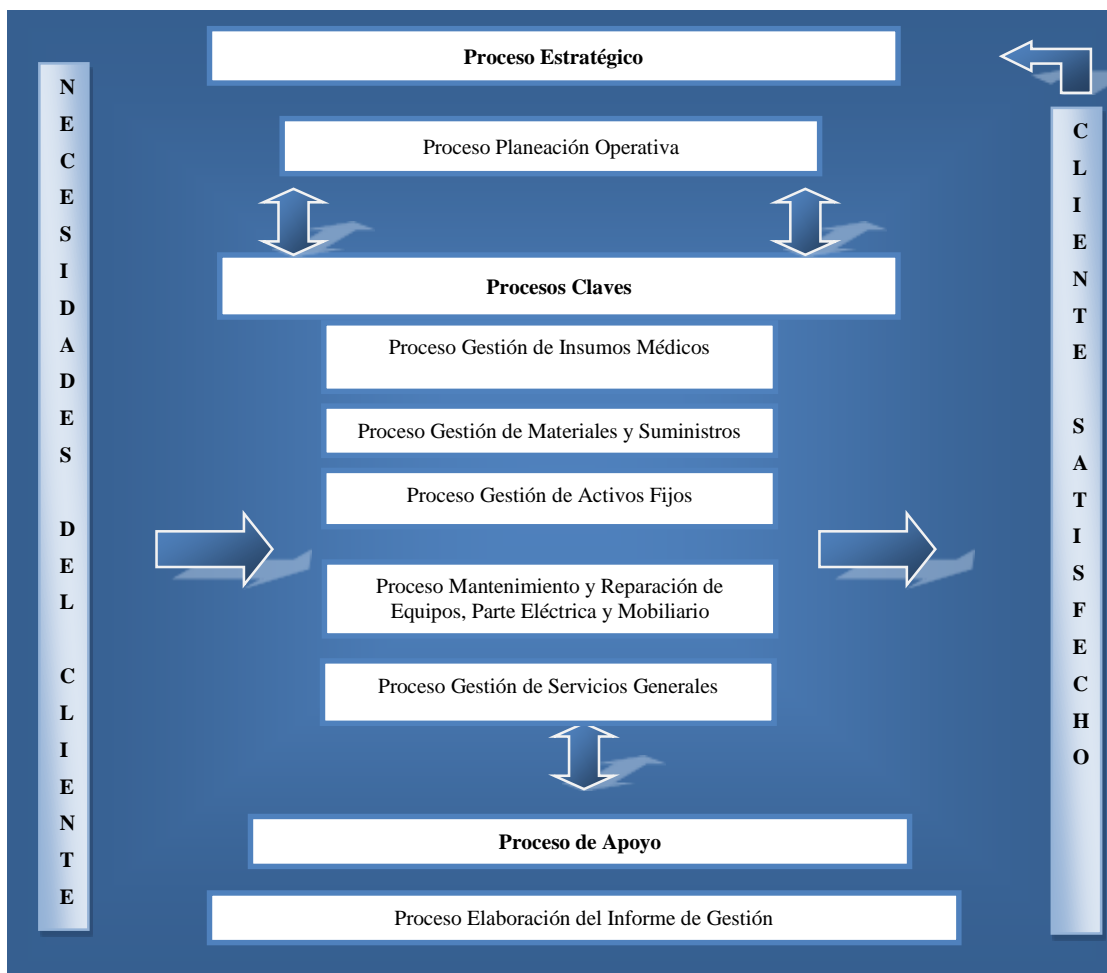 NECESIDADES DEL CLIENTE
Proceso Estratégico
Proceso Planeación Operativa
Procesos Claves
Proceso Gestión de Insumos Médicos
Proceso Gestión de Materiales y Suministros
Proceso Gestión de Activos Fijos
Proceso Mantenimiento y Reparación de
Equipos, Parte Eléctrica y Mobiliario
Proceso Gestión de Servicios Generales
Proceso de Apoyo
Proceso Elaboración del Informe de Gestión
CLIENTE SATISFECHO